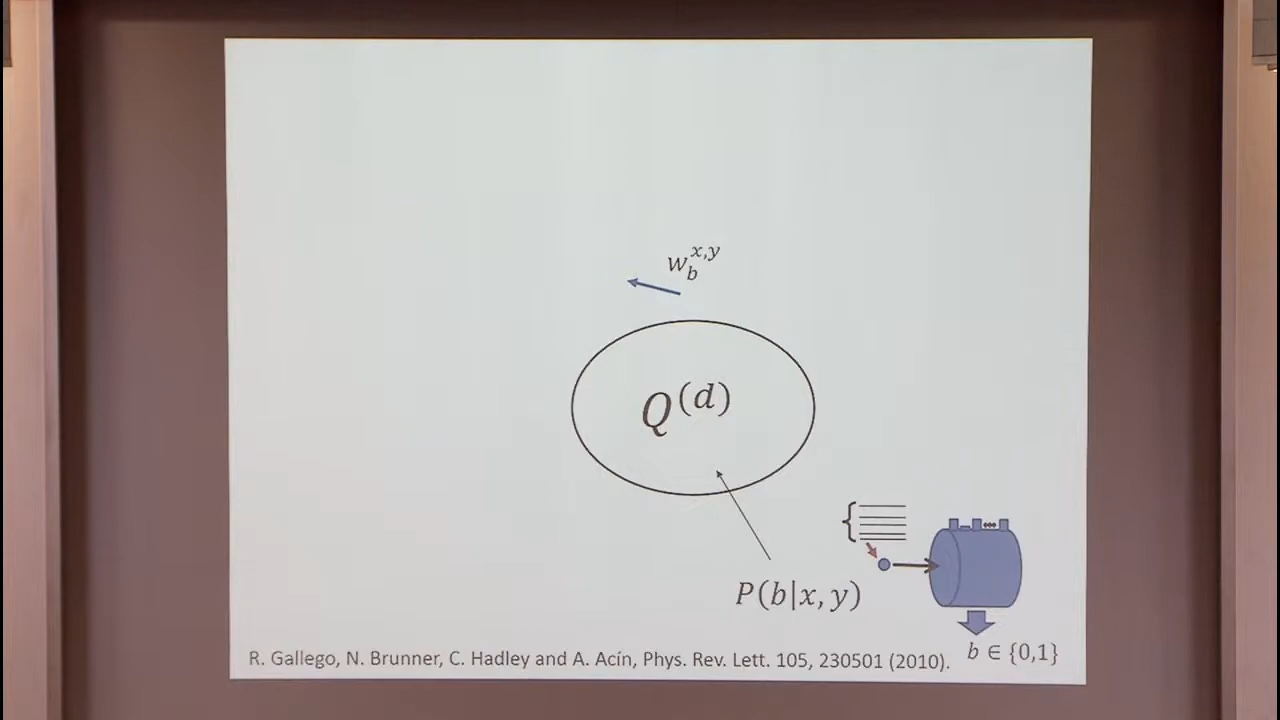 $w_b^{x,y}$
$Q^{(d)}$
$P(b|x,y)$
$b \in \{0,1\}$
R. Gallego, N. Brunner, C. Hadley and A. Acín, Phys. Rev. Lett. 105, 230501 (2010).